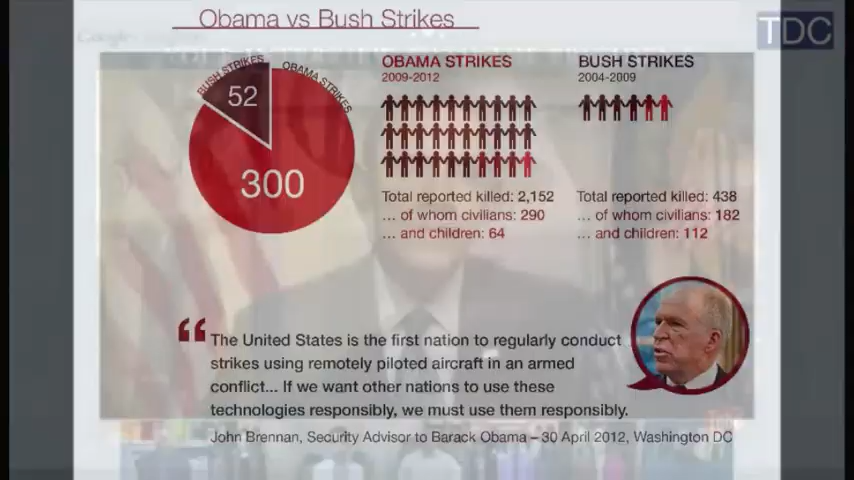 Obama vs Bush Strikes
TDC
BUSH STRIKES
OBAMA STRIKES
52
300
OBAMA STRIKES
2009-2012
Total reported killed: 2,152
... of whom civilians: 290
... and children: 64
BUSH STRIKES
2004-2009
Total reported killed: 438
... of whom civilians: 182
... and children: 112
“ The United States is the first nation to regularly conduct
strikes using remotely piloted aircraft in an armed
conflict... If we want other nations to use these
technologies responsibly, we must use them responsibly.
John Brennan, Security Advisor to Barack Obama – 30 April 2012, Washington DC